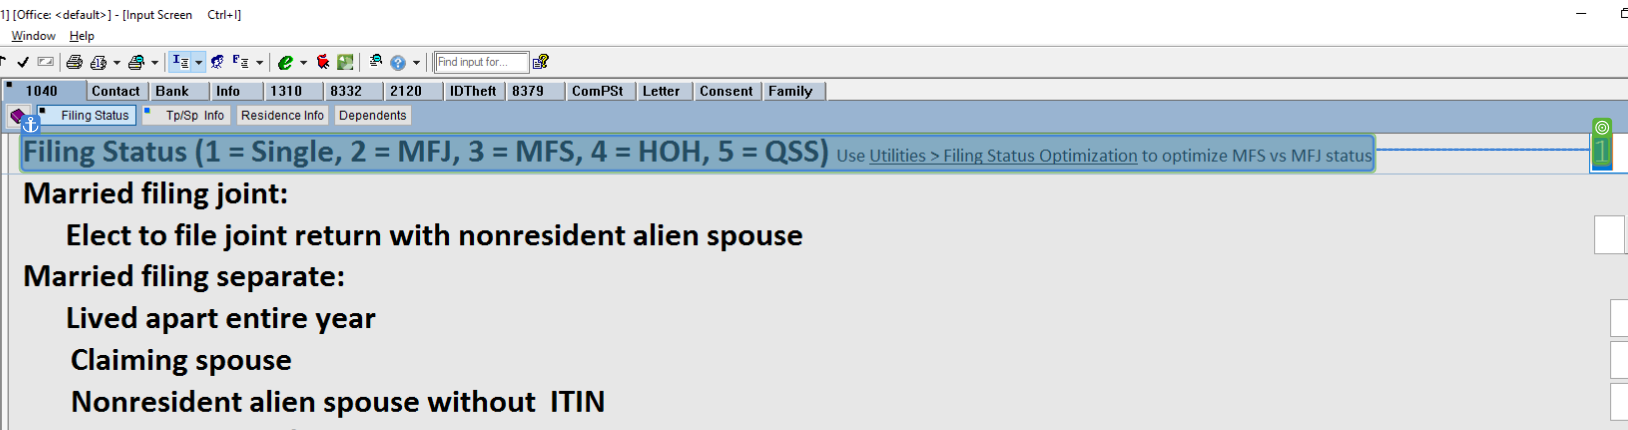 1] [Office: <default>] - [Input Screen Ctrl+I]
Window Help
Find input for...
1040 Contact Bank Info 1310 8332 2120 IDTheft 8379 ComPSt Letter Consent Family
Filing Status Tp/Sp Info Residence Info Dependents
Filing Status (1 = Single, 2 = MFJ, 3 = MFS, 4 = HOH, 5 = QSS) Use Utilities > Filing Status Optimization to optimize MFS vs MFJ status 1
Married filing joint:
Elect to file joint return with nonresident alien spouse
Married filing separate:
Lived apart entire year
Claiming spouse
Nonresident alien spouse without ITIN